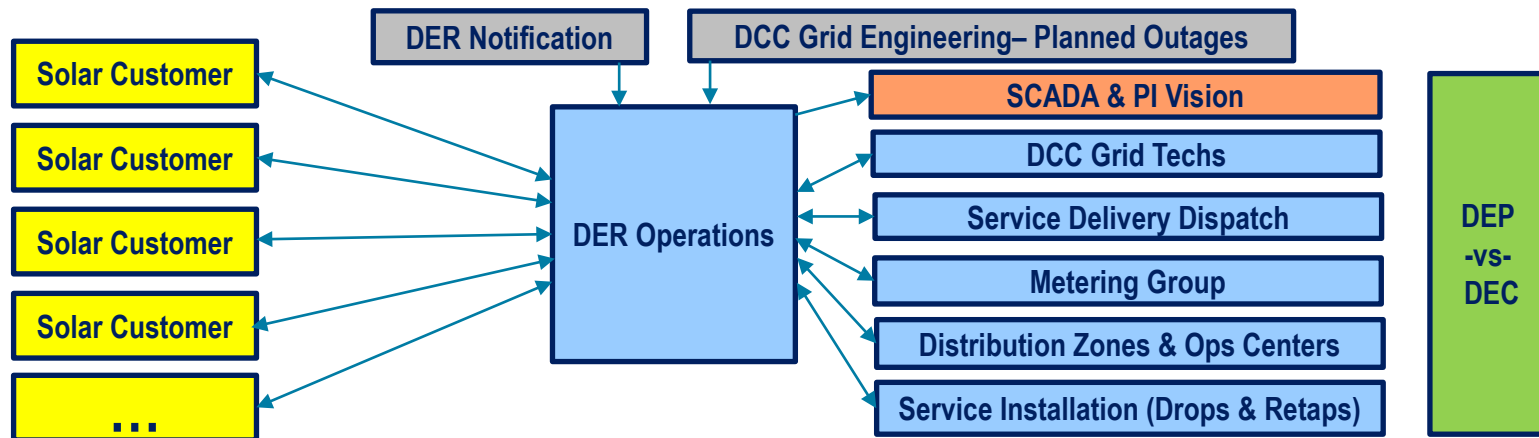 DER Notification
DCC Grid Engineering– Planned Outages
Solar Customer
Solar Customer
Solar Customer
Solar Customer
...
DER Operations
SCADA & PI Vision
DCC Grid Techs
Service Delivery Dispatch
Metering Group
Distribution Zones & Ops Centers
Service Installation (Drops & Retaps)
DEP
-vs-
DEC